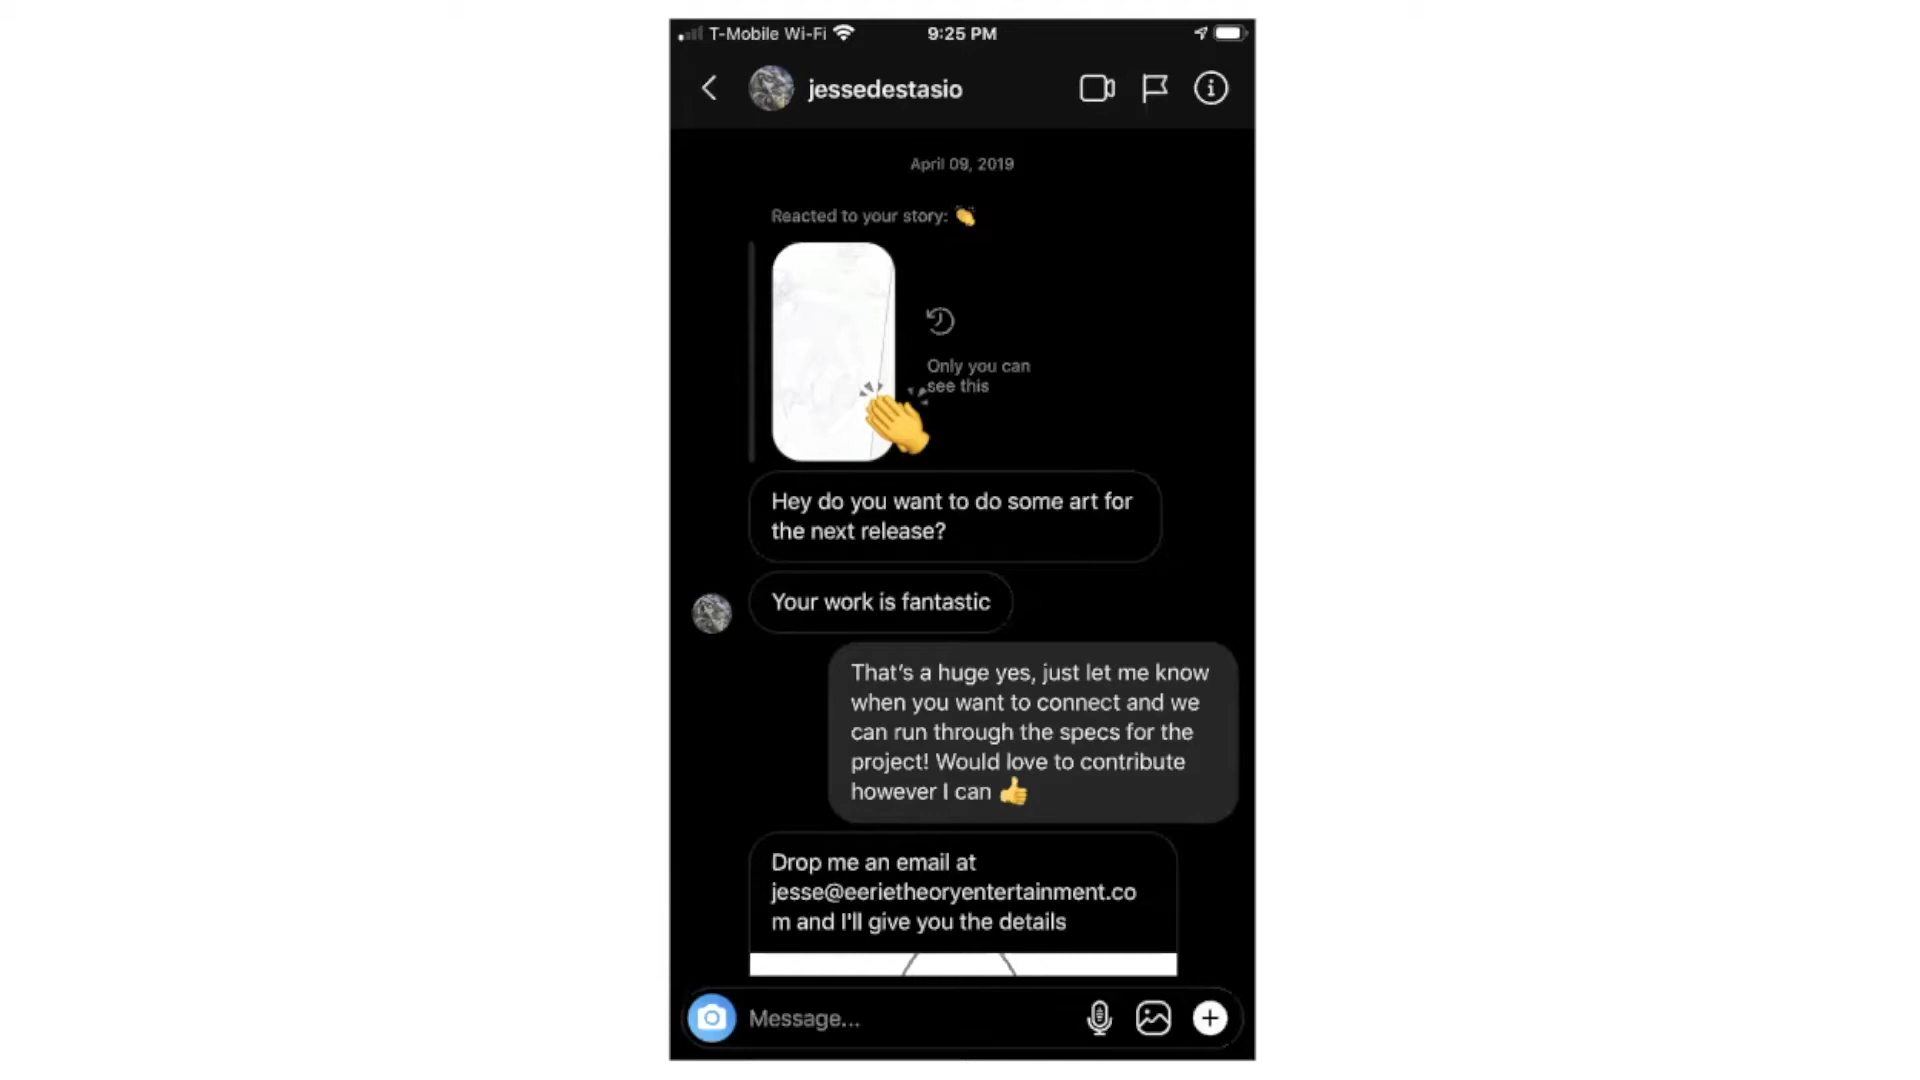 T-Mobile Wi-Fi 9:25 PM
jessedestasio
April 09, 2019
Reacted to your story: 👏
Only you can
see this
Hey do you want to do some art for
the next release?
Your work is fantastic
That's a huge yes, just let me know
when you want to connect and we
can run through the specs for the
project! Would love to contribute
however I can 👍
Drop me an email at
jesse@eerietheoryentertainment.co
m and I'll give you the details
Message...